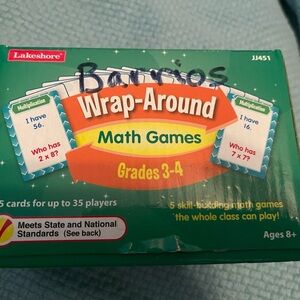 Lakeshore
JJ451
Barrios
Wrap-Around
Math Games
Grades 3-4
Multiplication
I have
56.
Who has
2 x 8?
Multiplication
I have
16.
Who has
7 x 7?
5 cards for up to 35 players
5 skill-building math games
the whole class can play!
Meets State and National
Standards (See back)
Ages 8+